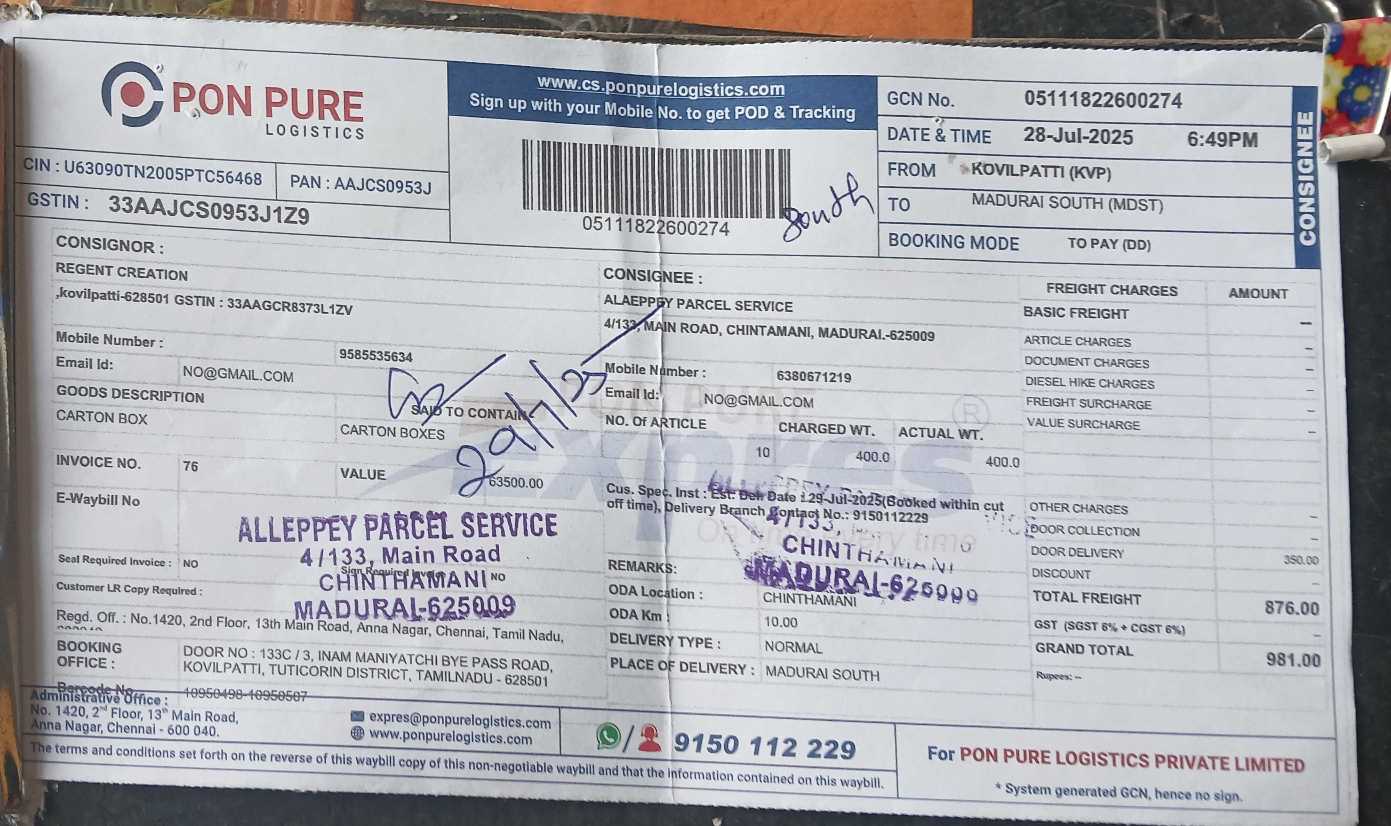 PON PURE
LOGISTICS
CIN : U63090TN2005PTC56468
PAN : AAJCS0953J
GSTIN : 33AAJCS0953J1Z9
www.cs.ponpurelogistics.com
Sign up with your Mobile No. to get POD & Tracking
05111822600274
South
GCN No. 05111822600274
DATE & TIME 28-Jul-2025 6:49PM
FROM KOVILPATTI (KVP)
TO MADURAI SOUTH (MDST)
BOOKING MODE TO PAY (DD)
CONSIGNEE
CONSIGNOR :
REGENT CREATION
,kovilpatti-628501 GSTIN : 33AAGCR8373L1ZV
Mobile Number : 9585535634
Email Id: NO@GMAIL.COM
GOODS DESCRIPTION SAID TO CONTAIN
CARTON BOX CARTON BOXES
INVOICE NO. 76 VALUE 63500.00
E-Waybill No
29/7/25
CONSIGNEE :
ALAEPPEY PARCEL SERVICE
4/133, MAIN ROAD, CHINTAMANI, MADURAI.-625009
Mobile Number : 6380671219
Email Id: NO@GMAIL.COM
NO. Of ARTICLE CHARGED WT. ACTUAL WT.
10 400.0 400.0
PON PURE
Expres ®
Cus. Spec. Inst : Est. Deli Date : 29-Jul-2025(Booked within cut
off time), Delivery Branch Contact No.: 9150112229
4/133,
CHINTHAMANI
MADURAI-625009
REMARKS:
ODA Location : CHINTHAMANI
ODA Km : 10.00
DELIVERY TYPE : NORMAL
PLACE OF DELIVERY : MADURAI SOUTH
FREIGHT CHARGES AMOUNT
BASIC FREIGHT –
ARTICLE CHARGES –
DOCUMENT CHARGES –
DIESEL HIKE CHARGES –
FREIGHT SURCHARGE –
VALUE SURCHARGE –
OTHER CHARGES –
DOOR COLLECTION –
DOOR DELIVERY 350.00
DISCOUNT –
TOTAL FREIGHT 876.00
GST (SGST 6% + CGST 6%) –
GRAND TOTAL 981.00
Rupees: --
ALLEPPEY PARCEL SERVICE
4/133, Main Road
CHINTHAMANI
MADURAI-625009
Seal Required Invoice : NO
NO
Customer LR Copy Required :
Regd. Off. : No.1420, 2nd Floor, 13th Main Road, Anna Nagar, Chennai, Tamil Nadu,
BOOKING OFFICE : DOOR NO : 133C / 3, INAM MANIYATCHI BYE PASS ROAD,
KOVILPATTI, TUTICORIN DISTRICT, TAMILNADU - 628501
Barcode No. 10950498-10950507
Administrative Office :
No. 1420, 2nd Floor, 13th Main Road,
Anna Nagar, Chennai - 600 040.
expres@ponpurelogistics.com
www.ponpurelogistics.com
/ 9150 112 229
For PON PURE LOGISTICS PRIVATE LIMITED
* System generated GCN, hence no sign.
The terms and conditions set forth on the reverse of this waybill copy of this non-negotiable waybill and that the information contained on this waybill.